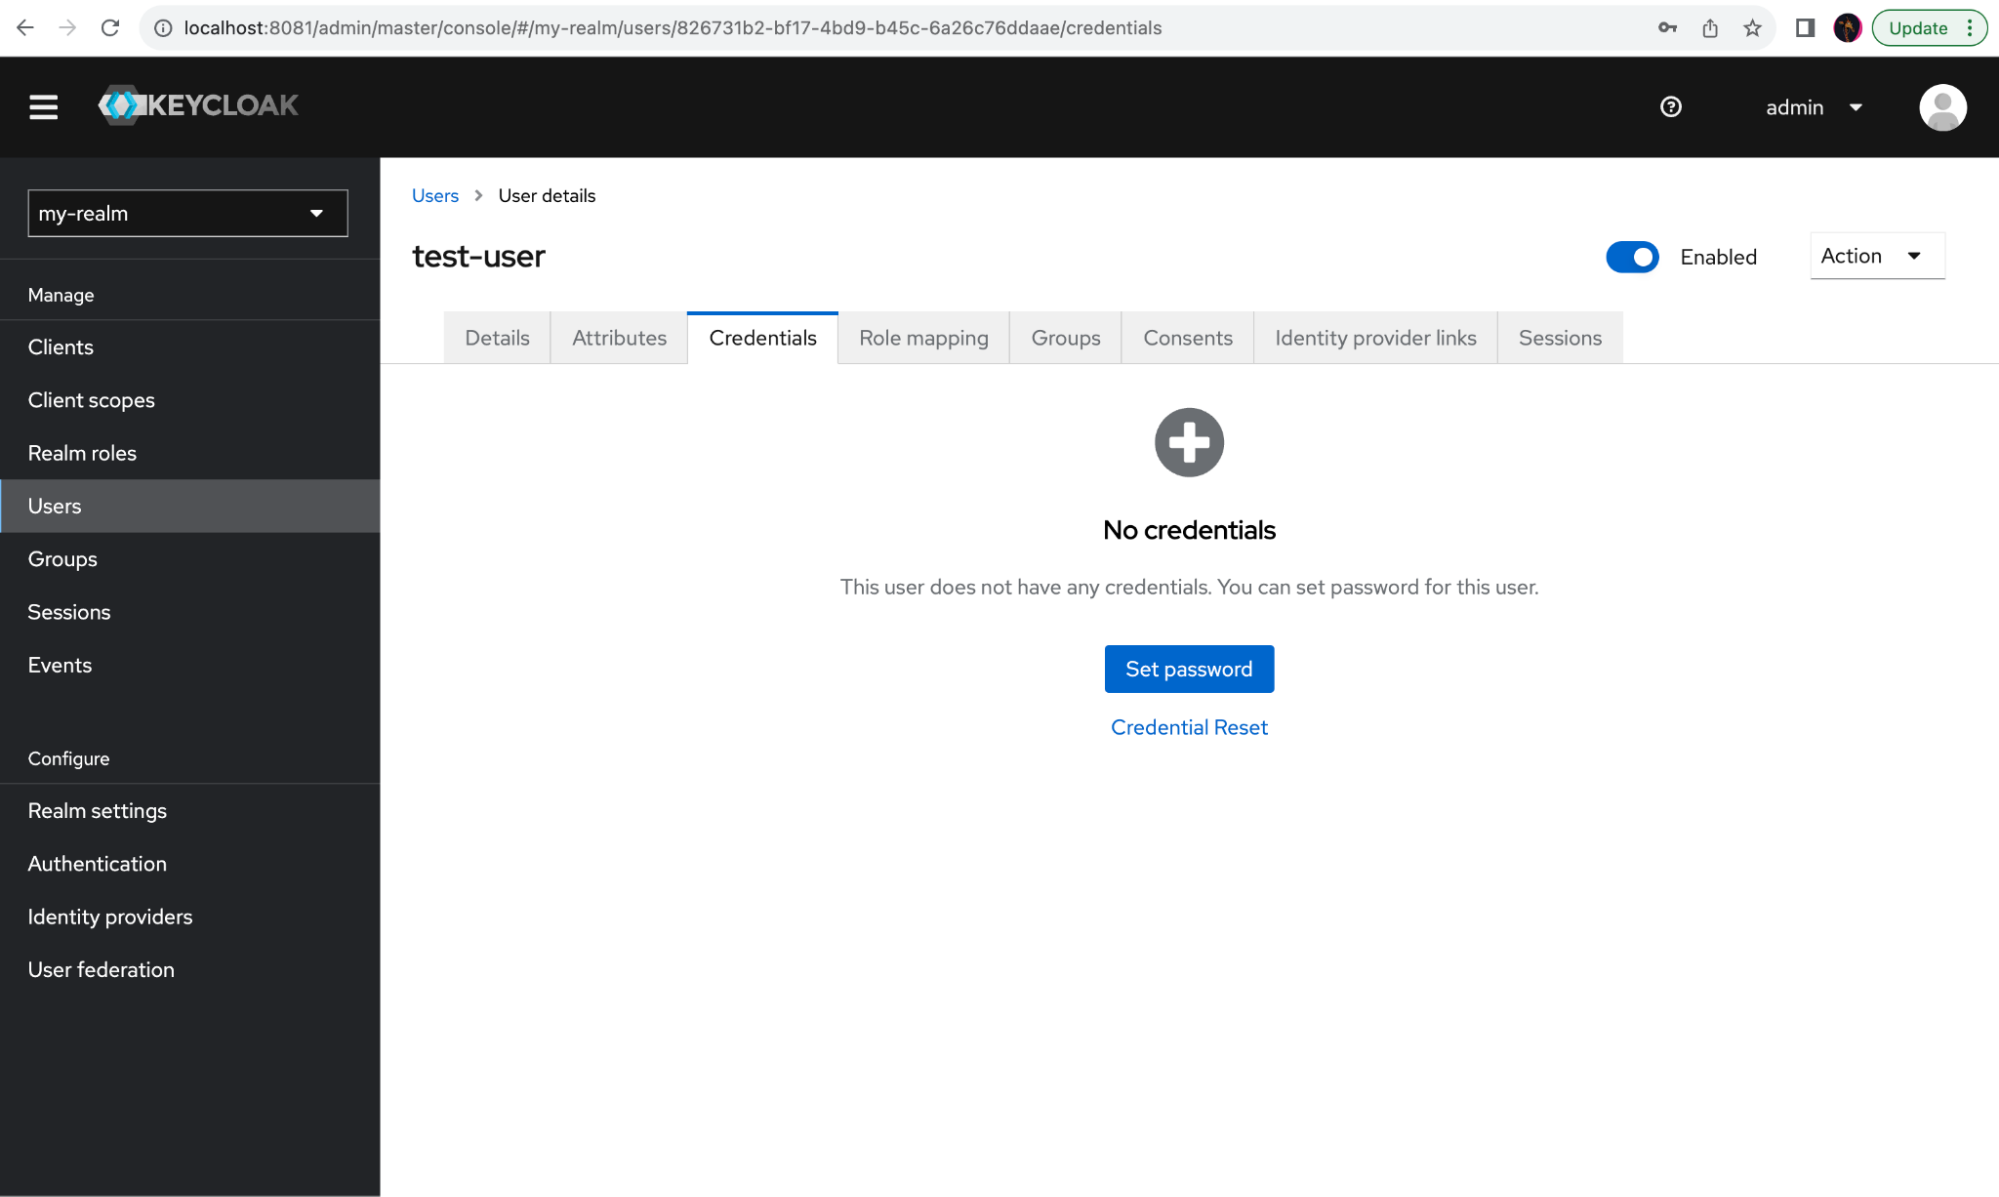 localhost:8081/admin/master/console/#/my-realm/users/826731b2-bf17-4bd9-b45c-6a26c76ddaae/credentials
Update
KEYCLOAK
admin
my-realm
Manage
Clients
Client scopes
Realm roles
Users
Groups
Sessions
Events
Configure
Realm settings
Authentication
Identity providers
User federation
Users User details
test-user
Enabled
Action
Details Attributes Credentials Role mapping Groups Consents Identity provider links Sessions
No credentials
This user does not have any credentials. You can set password for this user.
Set password
Credential Reset